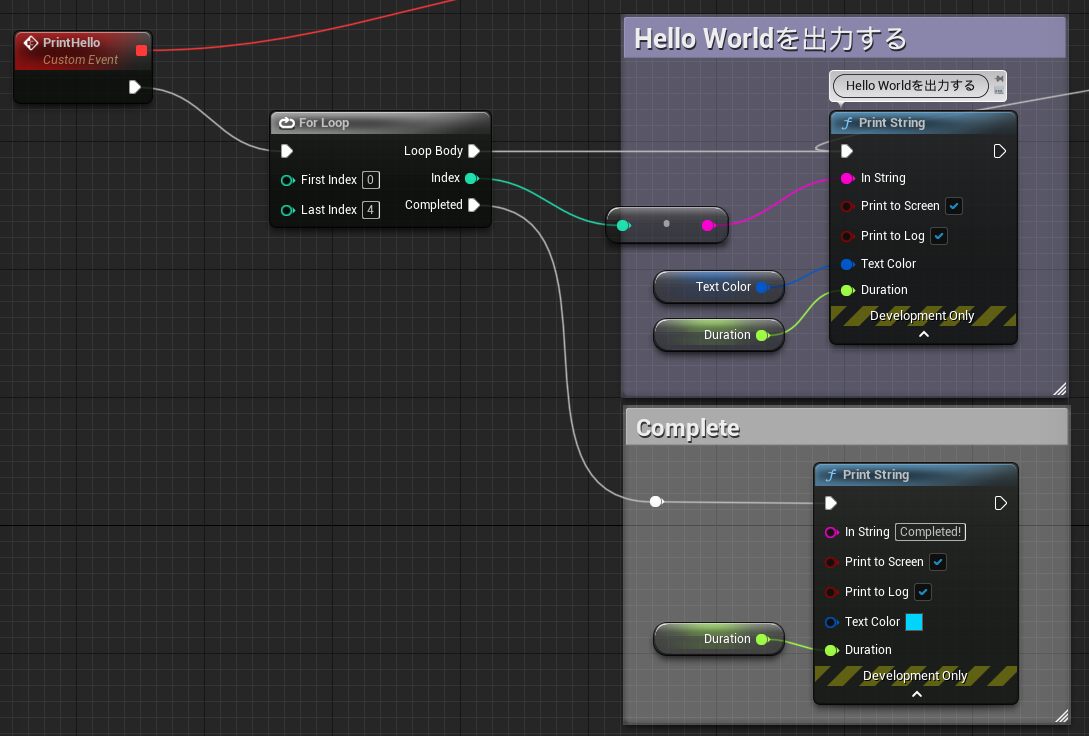 PrintHello
Custom Event
For Loop
Loop Body
First Index 0
Index
Last Index 4
Completed
Hello Worldを出力する
Hello Worldを出力する
Print String
In String
Print to Screen
Print to Log
Text Color
Duration
Development Only
Text Color
Duration
Complete
Print String
In String Completed!
Print to Screen
Print to Log
Text Color
Duration
Development Only
Duration